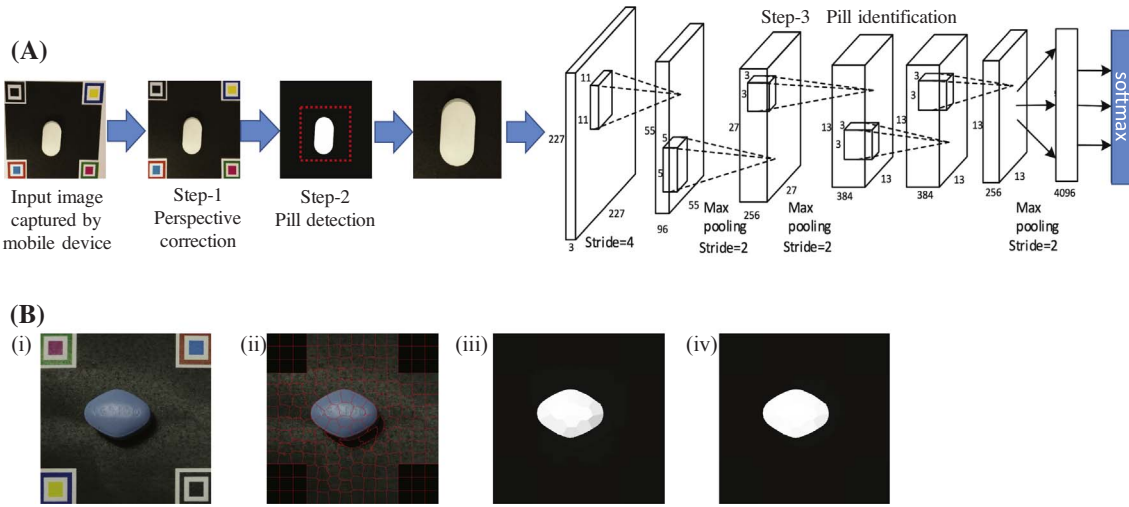 (A)
Input image
captured by
mobile device
Step-1
Perspective
correction
Step-2
Pill detection
Step-3 Pill identification
11
11
227
227
3
Stride=4
55
5
5
55
96
Max
pooling
Stride=2
3
3
27
27
256
Max
pooling
Stride=2
13
3
3
13
384
3
3
13
13
384
13
13
256
Max
pooling
Stride=2
4096
softmax
(B)
(i)
(ii)
(iii)
(iv)